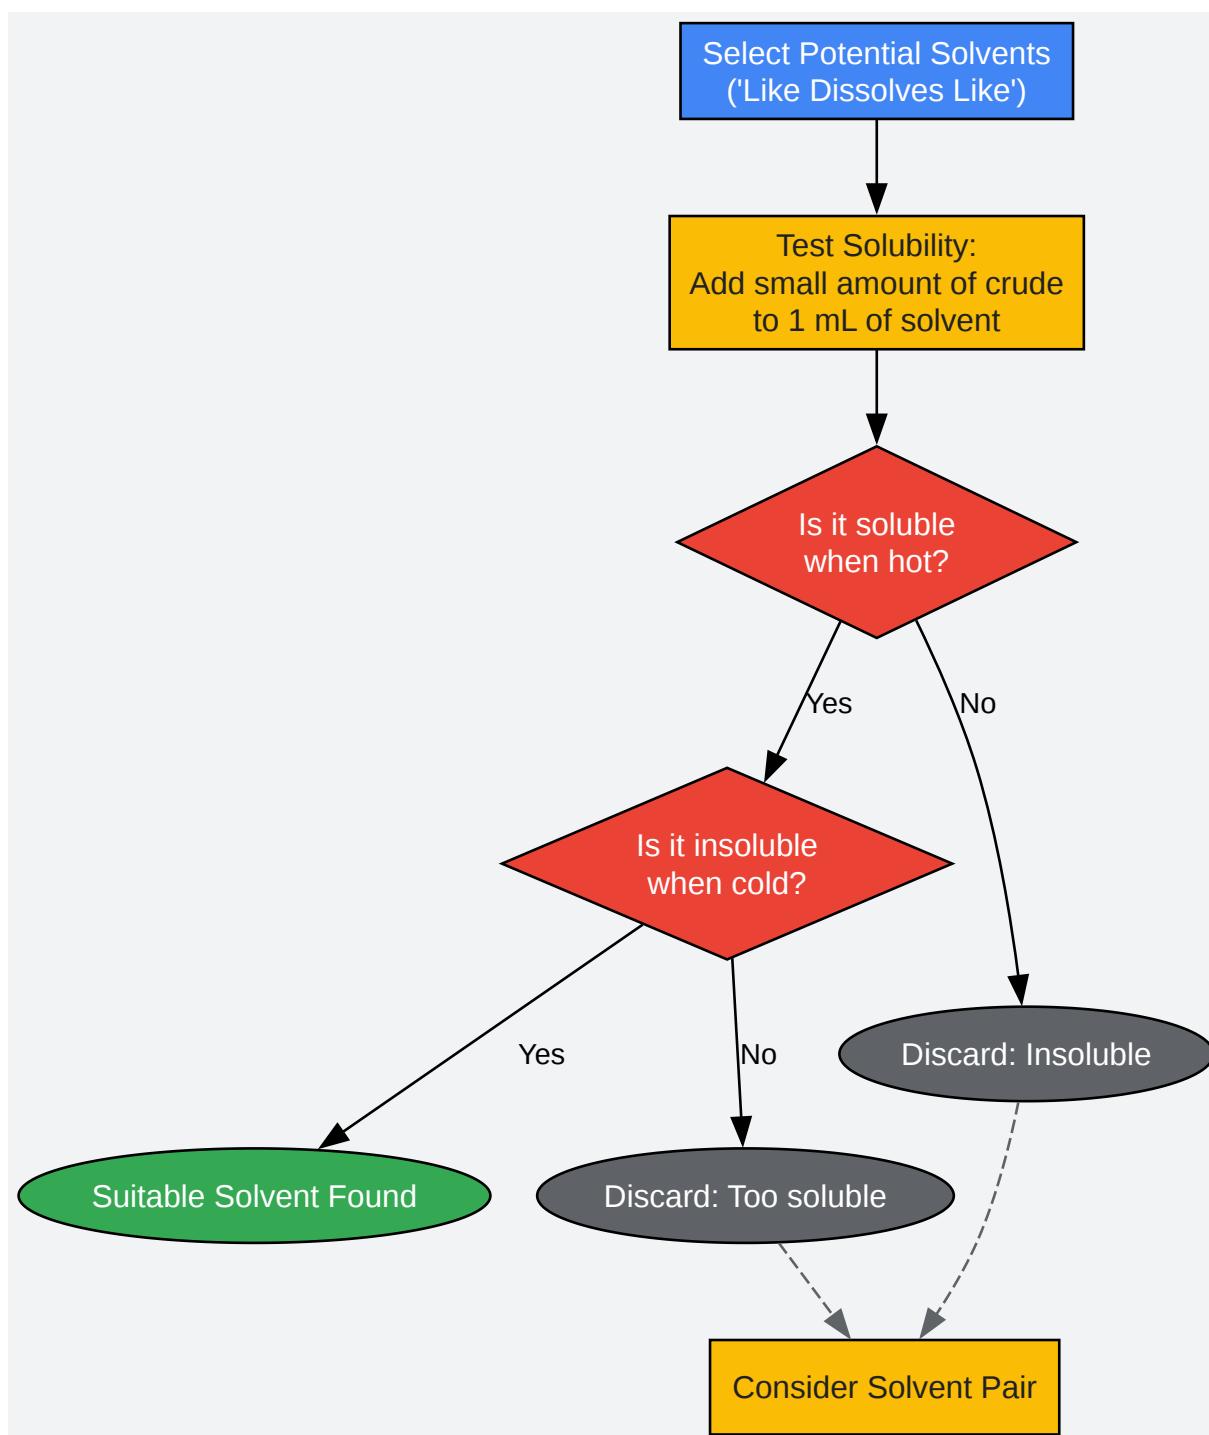 Select Potential Solvents
('Like Dissolves Like')
Test Solubility:
Add small amount of crude
to 1 mL of solvent
Is it soluble
when hot?
Yes
No
Is it insoluble
when cold?
Yes
No
Discard: Insoluble
Suitable Solvent Found
Discard: Too soluble
Consider Solvent Pair